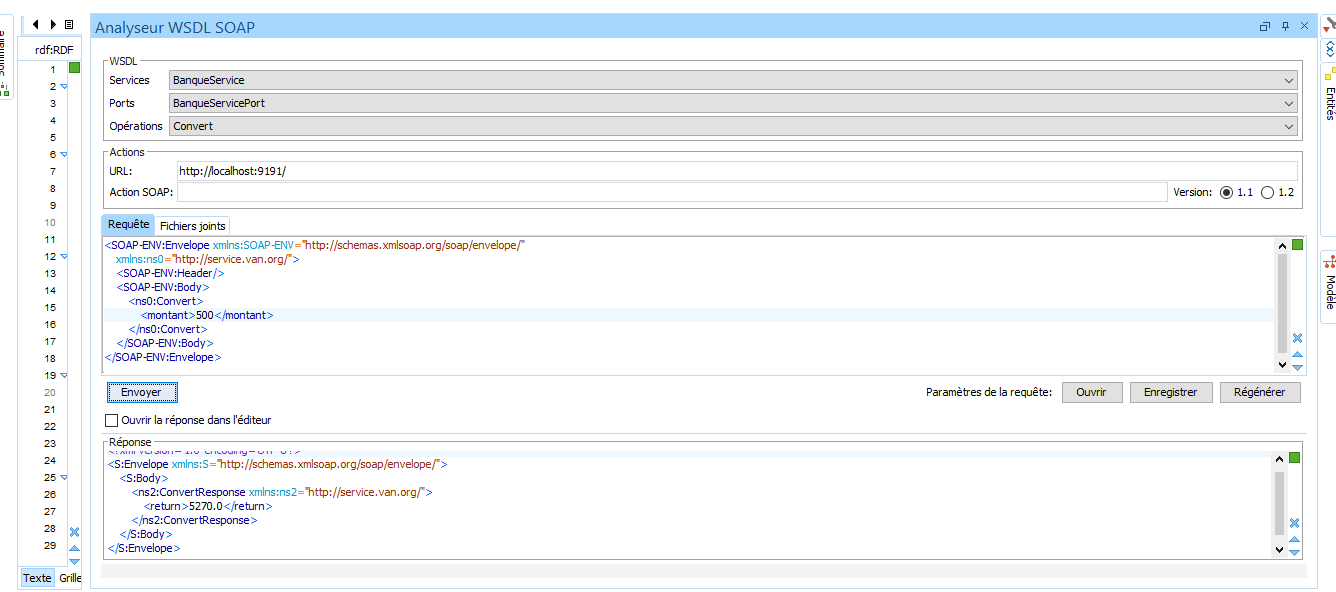 Analyseur WSDL SOAP
rdf:RDF
1
2
3
4
5
6
7
8
9
10
11
12
13
14
15
16
17
18
19
20
21
22
23
24
25
26
27
28
29
Texte Grille
WSDL
Services BanqueService
Ports BanqueServicePort
Opérations Convert
Actions
URL: http://localhost:9191/
Action SOAP: Version: 1.1 1.2
Requête Fichiers joints
<SOAP-ENV:Envelope xmlns:SOAP-ENV="http://schemas.xmlsoap.org/soap/envelope/"
xmlns:ns0="http://service.van.org/">
<SOAP-ENV:Header/>
<SOAP-ENV:Body>
<ns0:Convert>
<montant>500</montant>
</ns0:Convert>
</SOAP-ENV:Body>
</SOAP-ENV:Envelope>
Envoyer Paramètres de la requête: Ouvrir Enregistrer Régénérer
Ouvrir la réponse dans l'éditeur
Réponse
<?xml version="1.0" encoding="UTF-8"?>
<S:Envelope xmlns:S="http://schemas.xmlsoap.org/soap/envelope/">
<S:Body>
<ns2:ConvertResponse xmlns:ns2="http://service.van.org/">
<return>5270.0</return>
</ns2:ConvertResponse>
</S:Body>
</S:Envelope>
Entités
Modèle